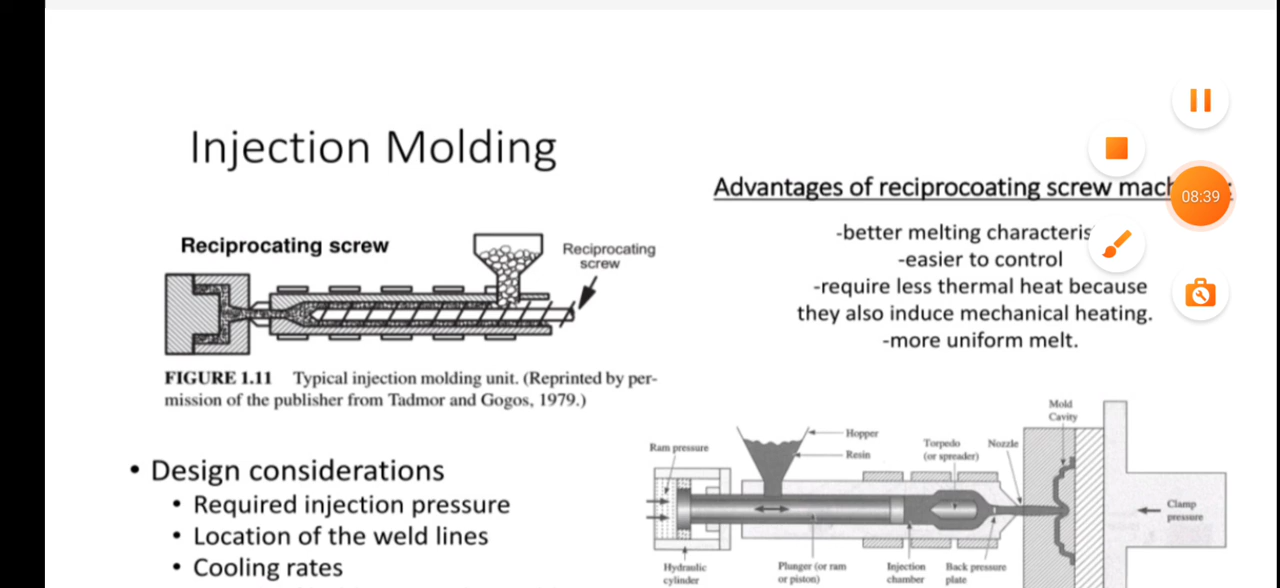 Injection Molding
Reciprocating screw
Reciprocating
screw
FIGURE 1.11 Typical injection molding unit. (Reprinted by per-
mission of the publisher from Tadmor and Gogos, 1979.)
• Design considerations
• Required injection pressure
• Location of the weld lines
• Cooling rates
Advantages of reciprocoating screw
-better melting
-easier to control
-require less thermal heat because
they also induce mechanical heating.
-more uniform melt.
08:39
Mold
Cavity
Hopper
Resin
Ram pressure
Torpedo
(or spreader)
Nozzle
Clamp
pressure
Hydraulic
cylinder
Plunger (or ram
or piston)
Injection
chamber
Back pressure
plate